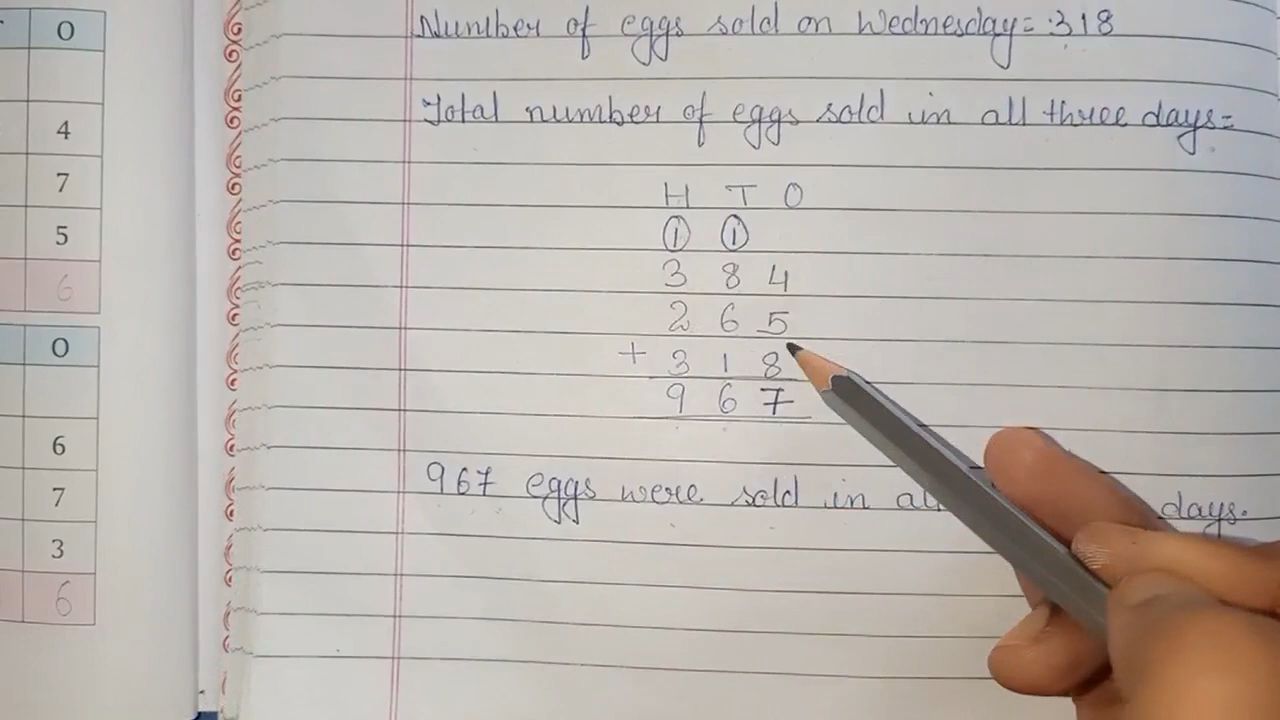 O
4
7
5
6
O
6
7
3
6
Number of eggs sold on Wednesday= 318
Total number of eggs sold in all three days=
H T O
1 1
3 8 4
2 6 5
+ 3 1 8
9 6 7
967 eggs were sold in days.